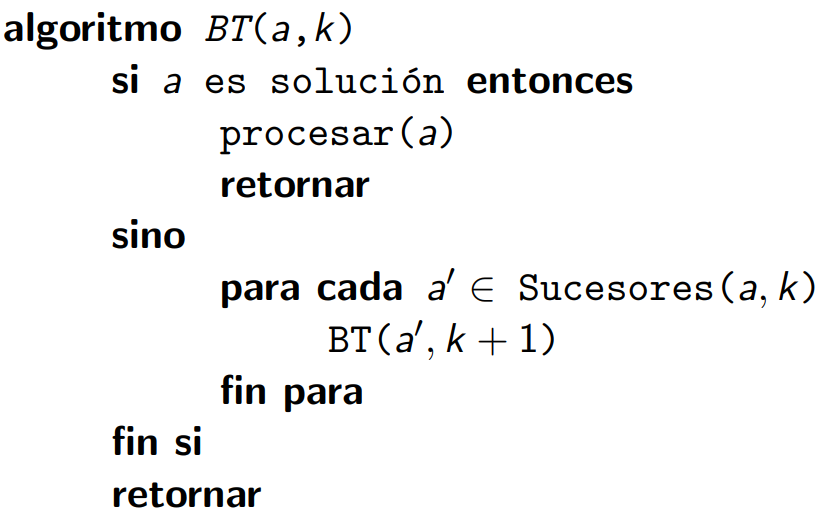 algoritmo BT(a,k)
si a es solución entonces
procesar(a)
retornar
sino
para cada a′ ∈ Sucesores(a, k)
BT(a′, k + 1)
fin para
fin si
retornar